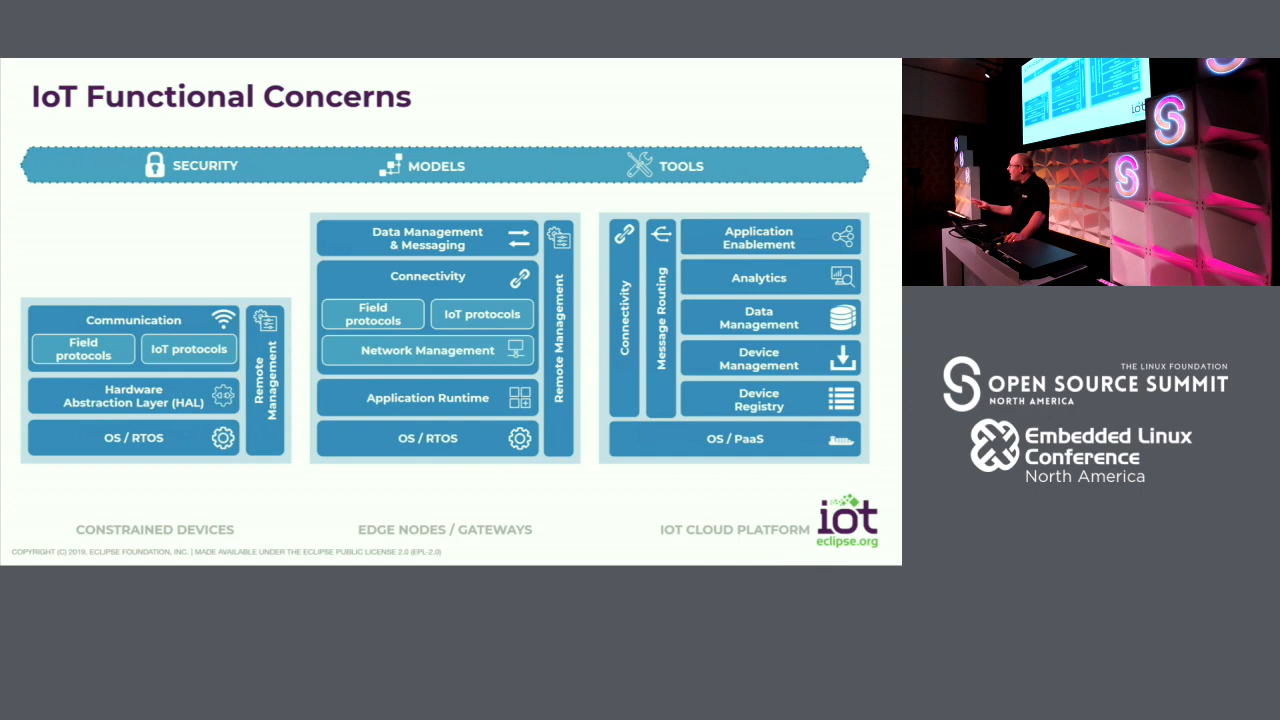 IoT Functional Concerns
SECURITY
MODELS
TOOLS
Communication
Field
protocols
IoT protocols
Hardware
Abstraction Layer (HAL)
OS / RTOS
Remote
Management
Data Management
& Messaging
Connectivity
Field
protocols
IoT protocols
Network Management
Application Runtime
OS / RTOS
Remote Management
Connectivity
Message Routing
Application
Enablement
Analytics
Data
Management
Device
Management
Device
Registry
OS / PaaS
CONSTRAINED DEVICES
EDGE NODES / GATEWAYS
IOT CLOUD PLATFORM
iot
eclipse.org
COPYRIGHT (C) 2019, ECLIPSE FOUNDATION, INC. | MADE AVAILABLE UNDER THE ECLIPSE PUBLIC LICENSE 2.0 (EPL-2.0)
iot
THE LINUX FOUNDATION
OPEN SOURCE SUMMIT
NORTH AMERICA
Embedded Linux
Conference
North America